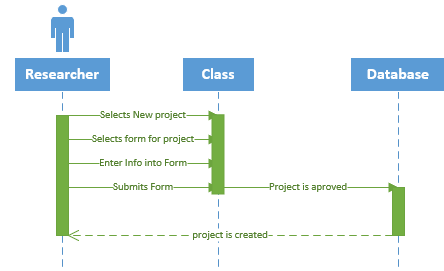 Researcher
Class
Database
Selects New project
Selects form for project
Enter Info into Form
Submits Form
Project is aproved
project is created